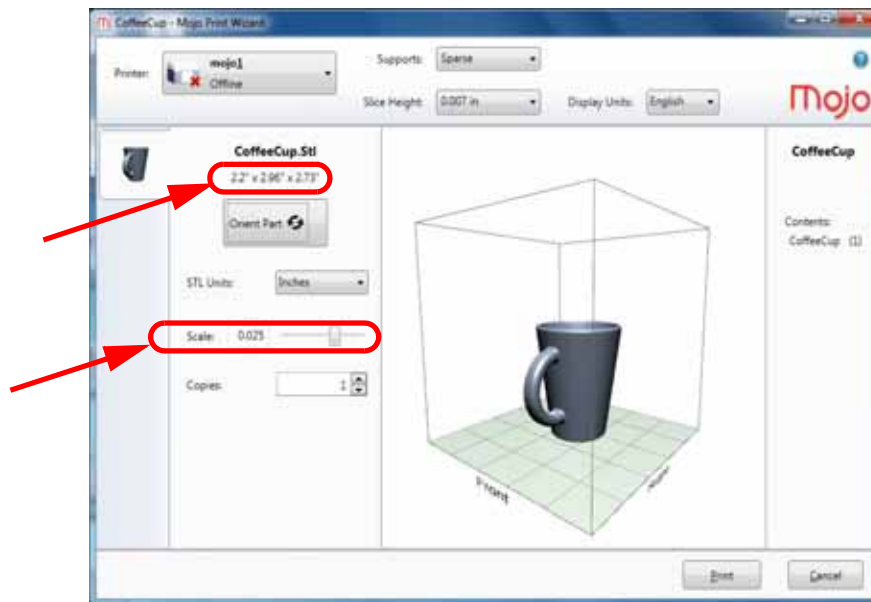 CoffeeCup - Mojo Print Wizard
Printer:
mojo1
Offline
Supports:
Sparse
Slice Height:
0.007 in
Display Units:
English
mojo
CoffeeCup.Stl
2.2" x 2.96" x 2.73"
Orient Part
STL Units:
Inches
Scale:
0.025
Copies:
1
Front
CoffeeCup
Contents:
CoffeeCup (1)
Print
Cancel